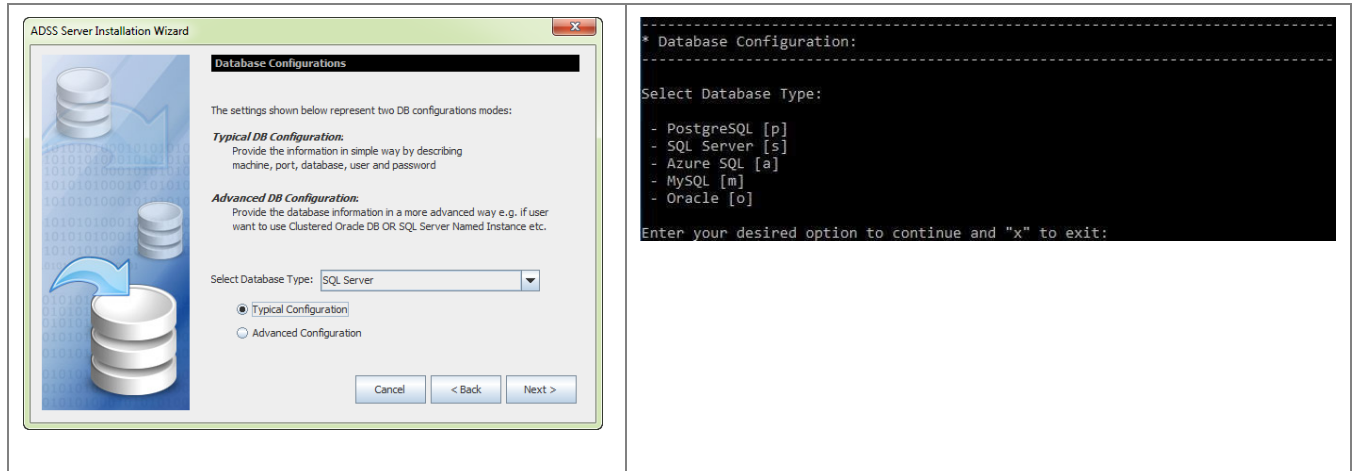 ADSS Server Installation Wizard
Database Configurations
The settings shown below represent two DB configurations modes:
Typical DB Configuration:
Provide the information in simple way by describing
machine, port, database, user and password
Advanced DB Configuration:
Provide the database information in a more advanced way e.g. if user
want to use Clustered Oracle DB OR SQL Server Named Instance etc.
Select Database Type: SQL Server
Typical Configuration
Advanced Configuration
Cancel < Back Next >
--------------------------------------------------------------------------------
* Database Configuration:
--------------------------------------------------------------------------------
Select Database Type:
- PostgreSQL [p]
- SQL Server [s]
- Azure SQL [a]
- MySQL [m]
- Oracle [o]
Enter your desired option to continue and "x" to exit: